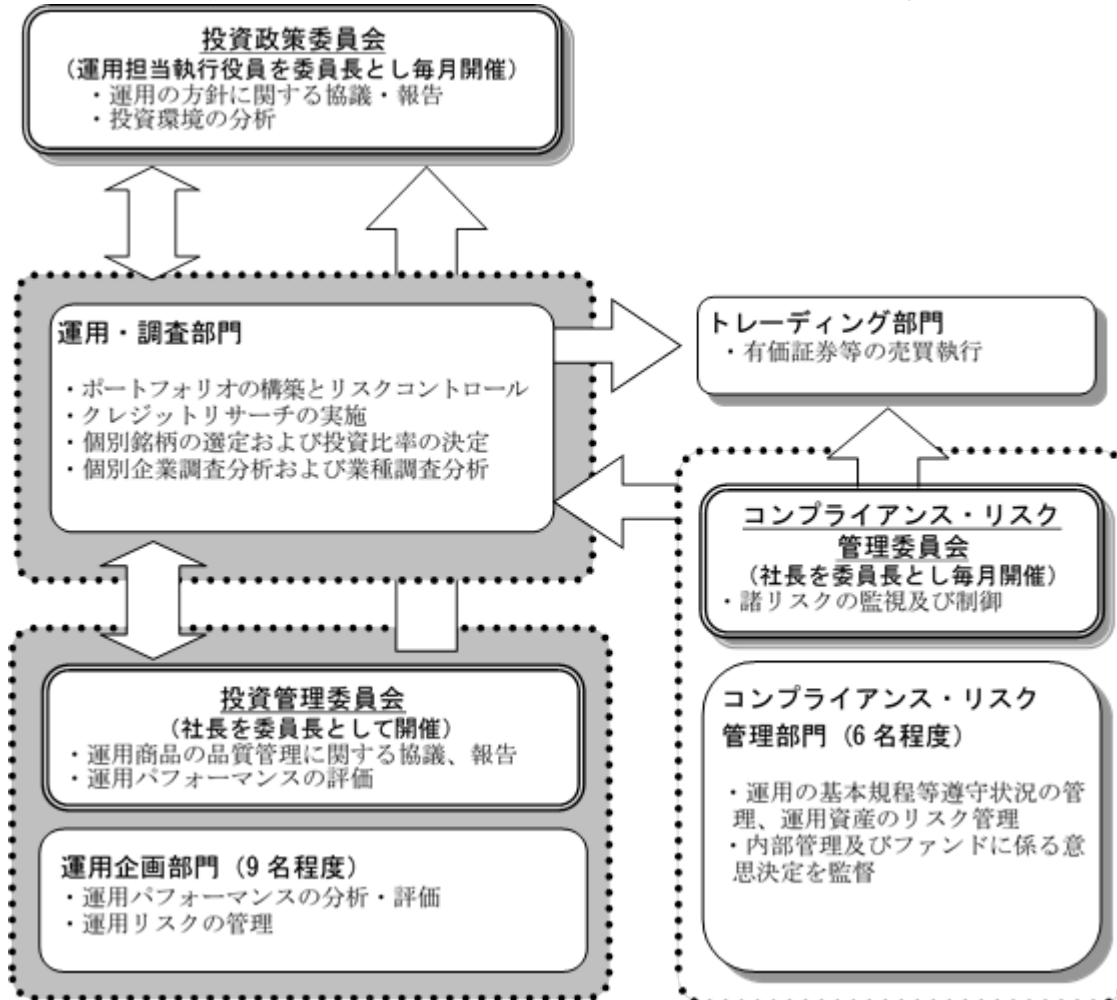 投資政策委員会
（運用担当執行役員を委員長とし毎月開催）
・運用の方針に関する協議・報告
・投資環境の分析
運用・調査部門
・ポートフォリオの構築とリスクコントロール
・クレジットリサーチの実施
・個別銘柄の選定および投資比率の決定
・個別企業調査分析および業種調査分析
トレーディング部門
・有価証券等の売買執行
コンプライアンス・リスク
管理委員会
（社長を委員長とし毎月開催）
・諸リスクの監視及び制御
投資管理委員会
（社長を委員長として開催）
・運用商品の品質管理に関する協議、報告
・運用パフォーマンスの評価
運用企画部門（9 名程度）
・運用パフォーマンスの分析・評価
・運用リスクの管理
コンプライアンス・リスク
管理部門（6 名程度）
・運用の基本規程等遵守状況の管
理、運用資産のリスク管理
・内部管理及びファンドに係る意
思決定を監督